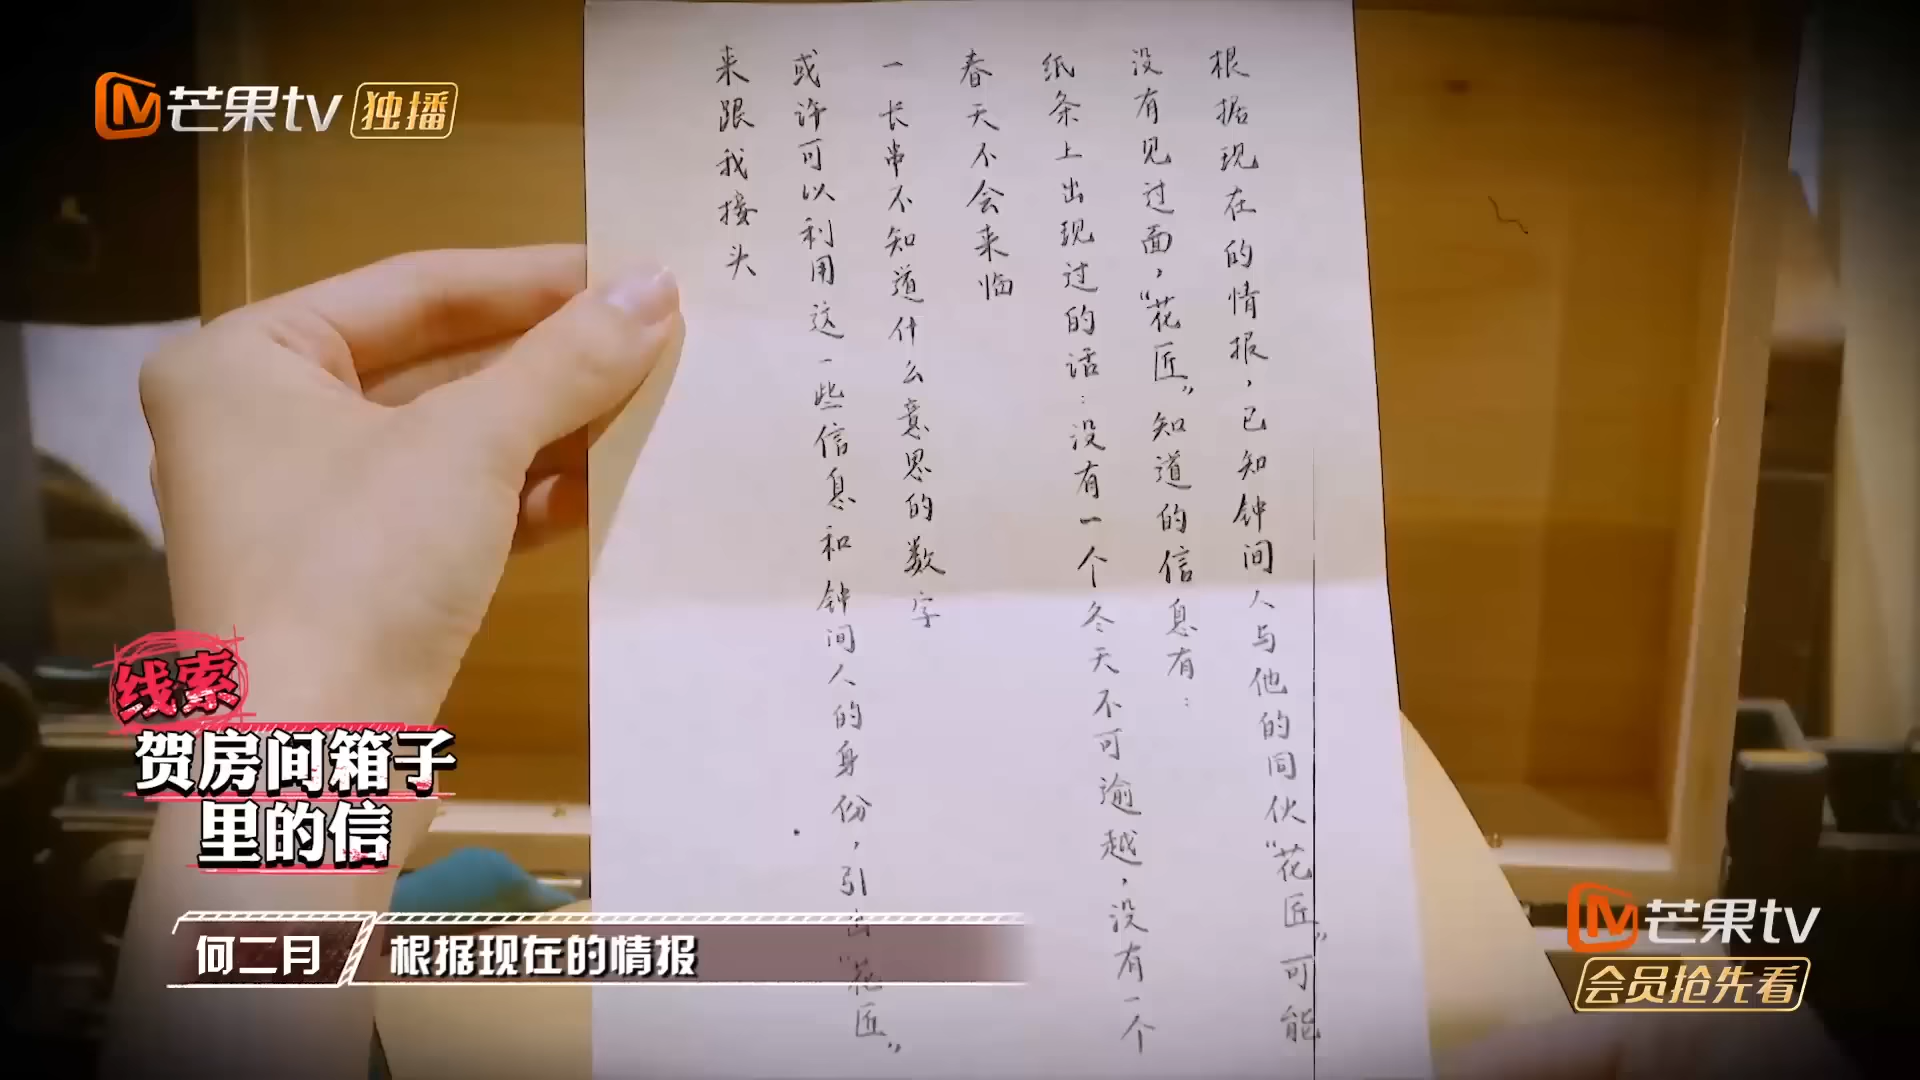 芒果tv 独播
根据现在的情报，已知钟间人与他的同伙“花匠”可能
没有见过面，“花匠”知道的信息有：
纸条上出现过的话：没有一个冬天不可逾越，没有一个
春天不会来临
一长串不知道什么意思的数字
或许可以利用这一些信息和钟间人的身份，引出“花匠”
来跟我接头
线索
贺房间箱子
里的信
何二月 根据现在的情报
芒果tv
会员抢先看